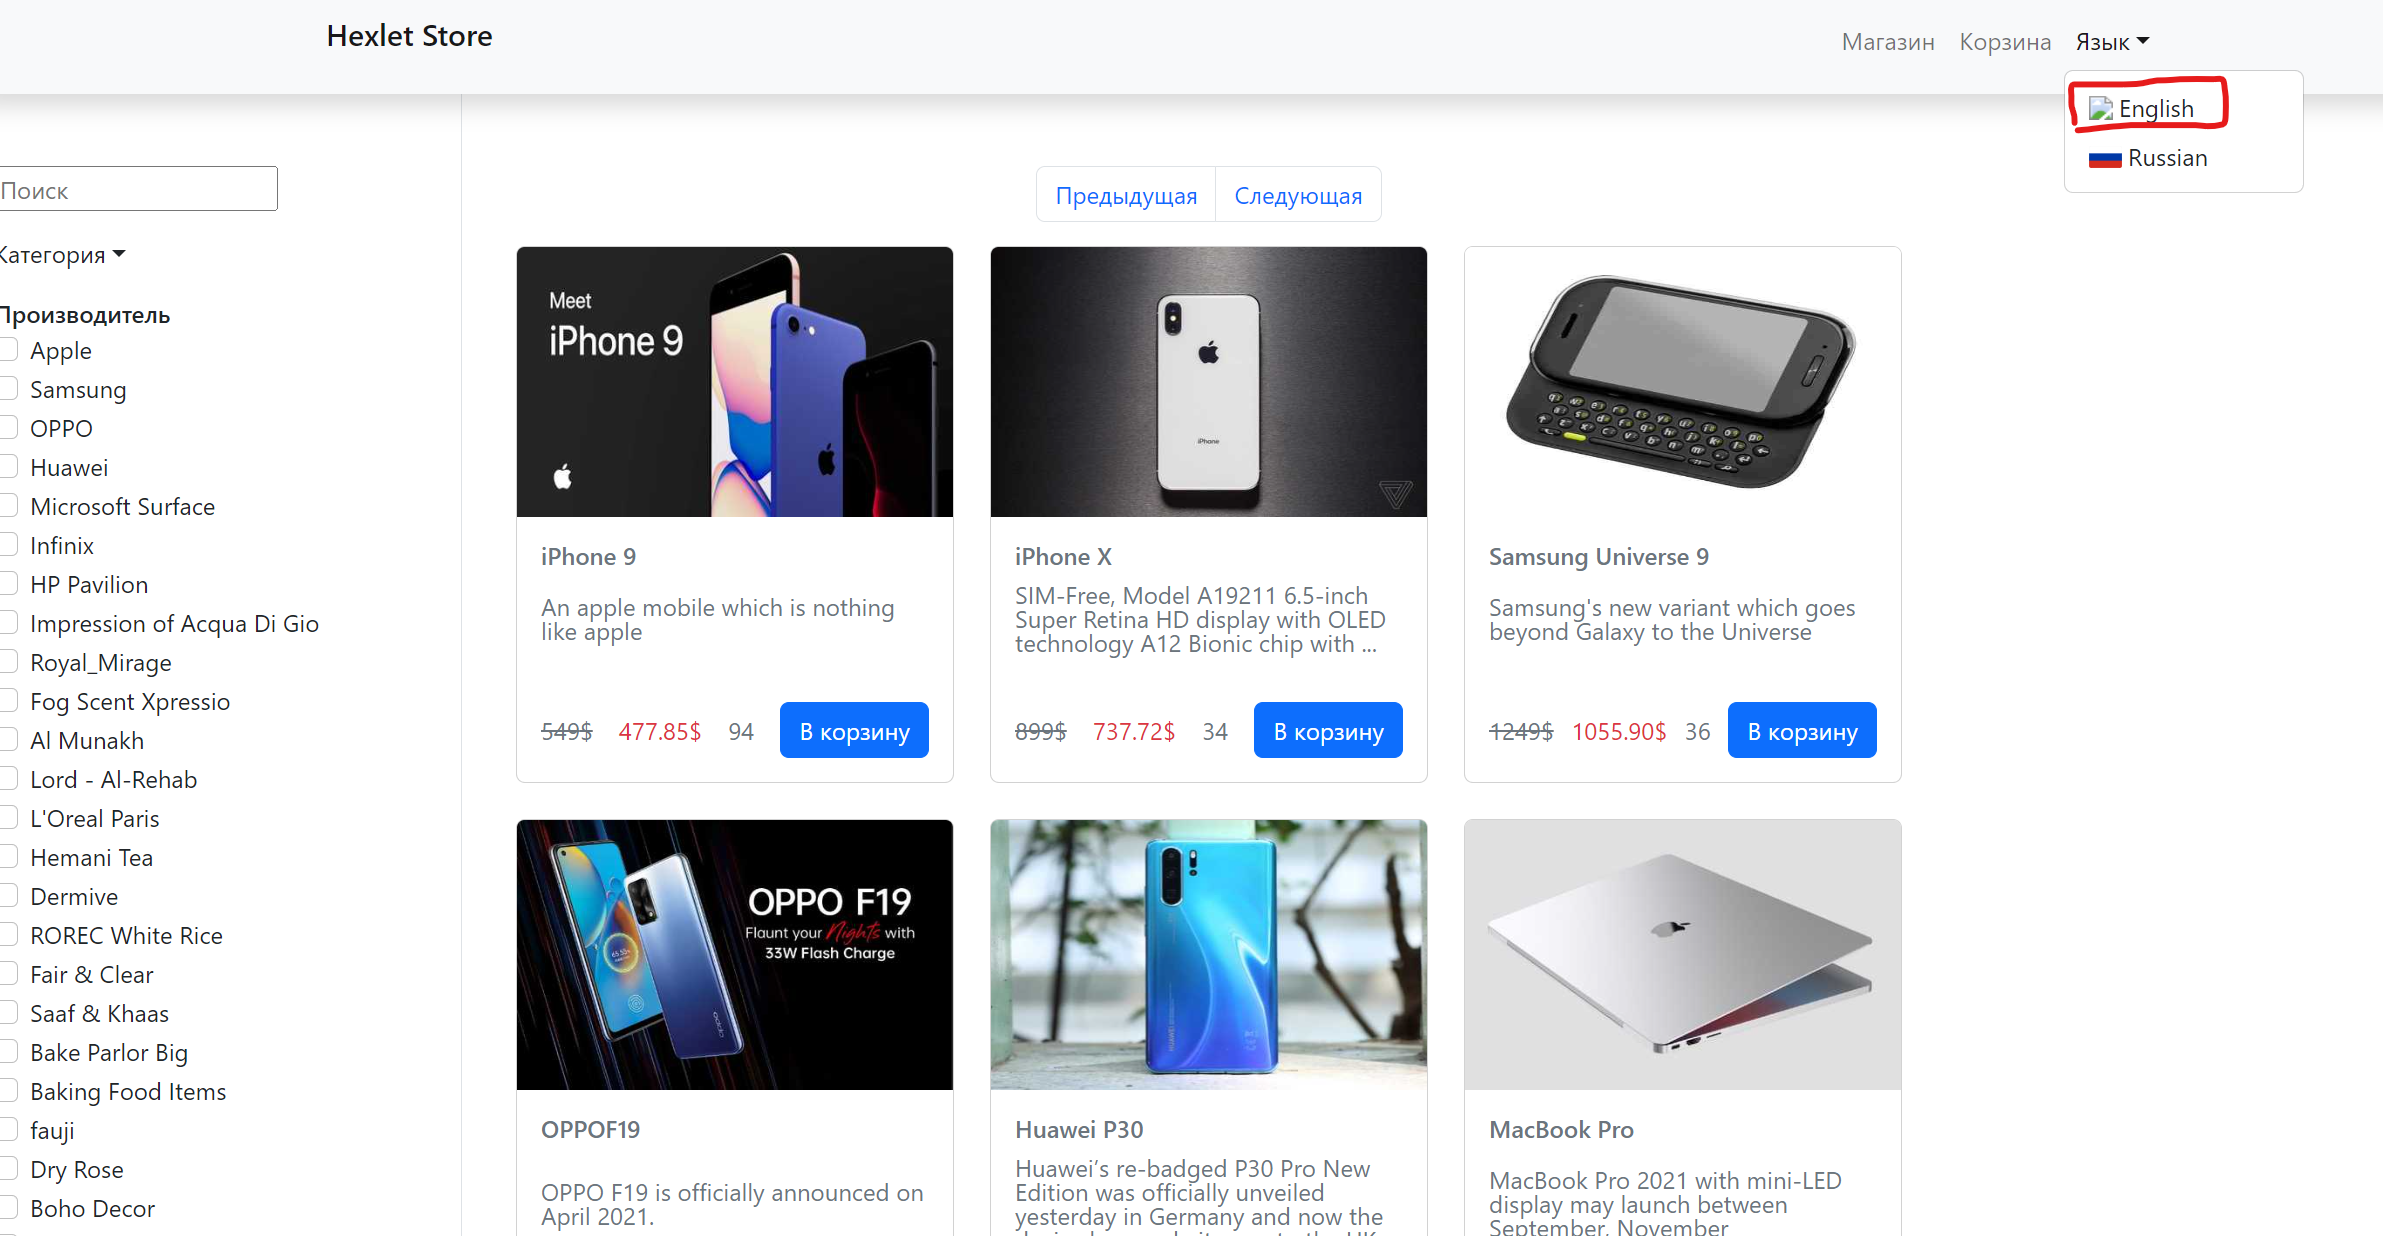 Hexlet Store
Магазин Корзина Язык
English
Russian
Поиск
Категория
Производитель
Apple
Samsung
OPPO
Huawei
Microsoft Surface
Infinix
HP Pavilion
Impression of Acqua Di Gio
Royal_Mirage
Fog Scent Xpressio
Al Munakh
Lord - Al-Rehab
L'Oreal Paris
Hemani Tea
Dermive
ROREC White Rice
Fair & Clear
Saaf & Khaas
Bake Parlor Big
Baking Food Items
fauji
Dry Rose
Boho Decor
Предыдущая Следующая
Meet
iPhone 9
iPhone 9
An apple mobile which is nothing
like apple
549$ 477.85$ 94 В корзину
iPhone
iPhone X
SIM-Free, Model A19211 6.5-inch
Super Retina HD display with OLED
technology A12 Bionic chip with ...
899$ 737.72$ 34 В корзину
Samsung Universe 9
Samsung's new variant which goes
beyond Galaxy to the Universe
1249$ 1055.90$ 36 В корзину
OPPO F19
Flaunt your Nights with
33W Flash Charge
OPPOF19
OPPO F19 is officially announced on
April 2021.
Huawei P30
Huawei’s re-badged P30 Pro New
Edition was officially unveiled
yesterday in Germany and now the
MacBook Pro
MacBook Pro 2021 with mini-LED
display may launch between
September, November